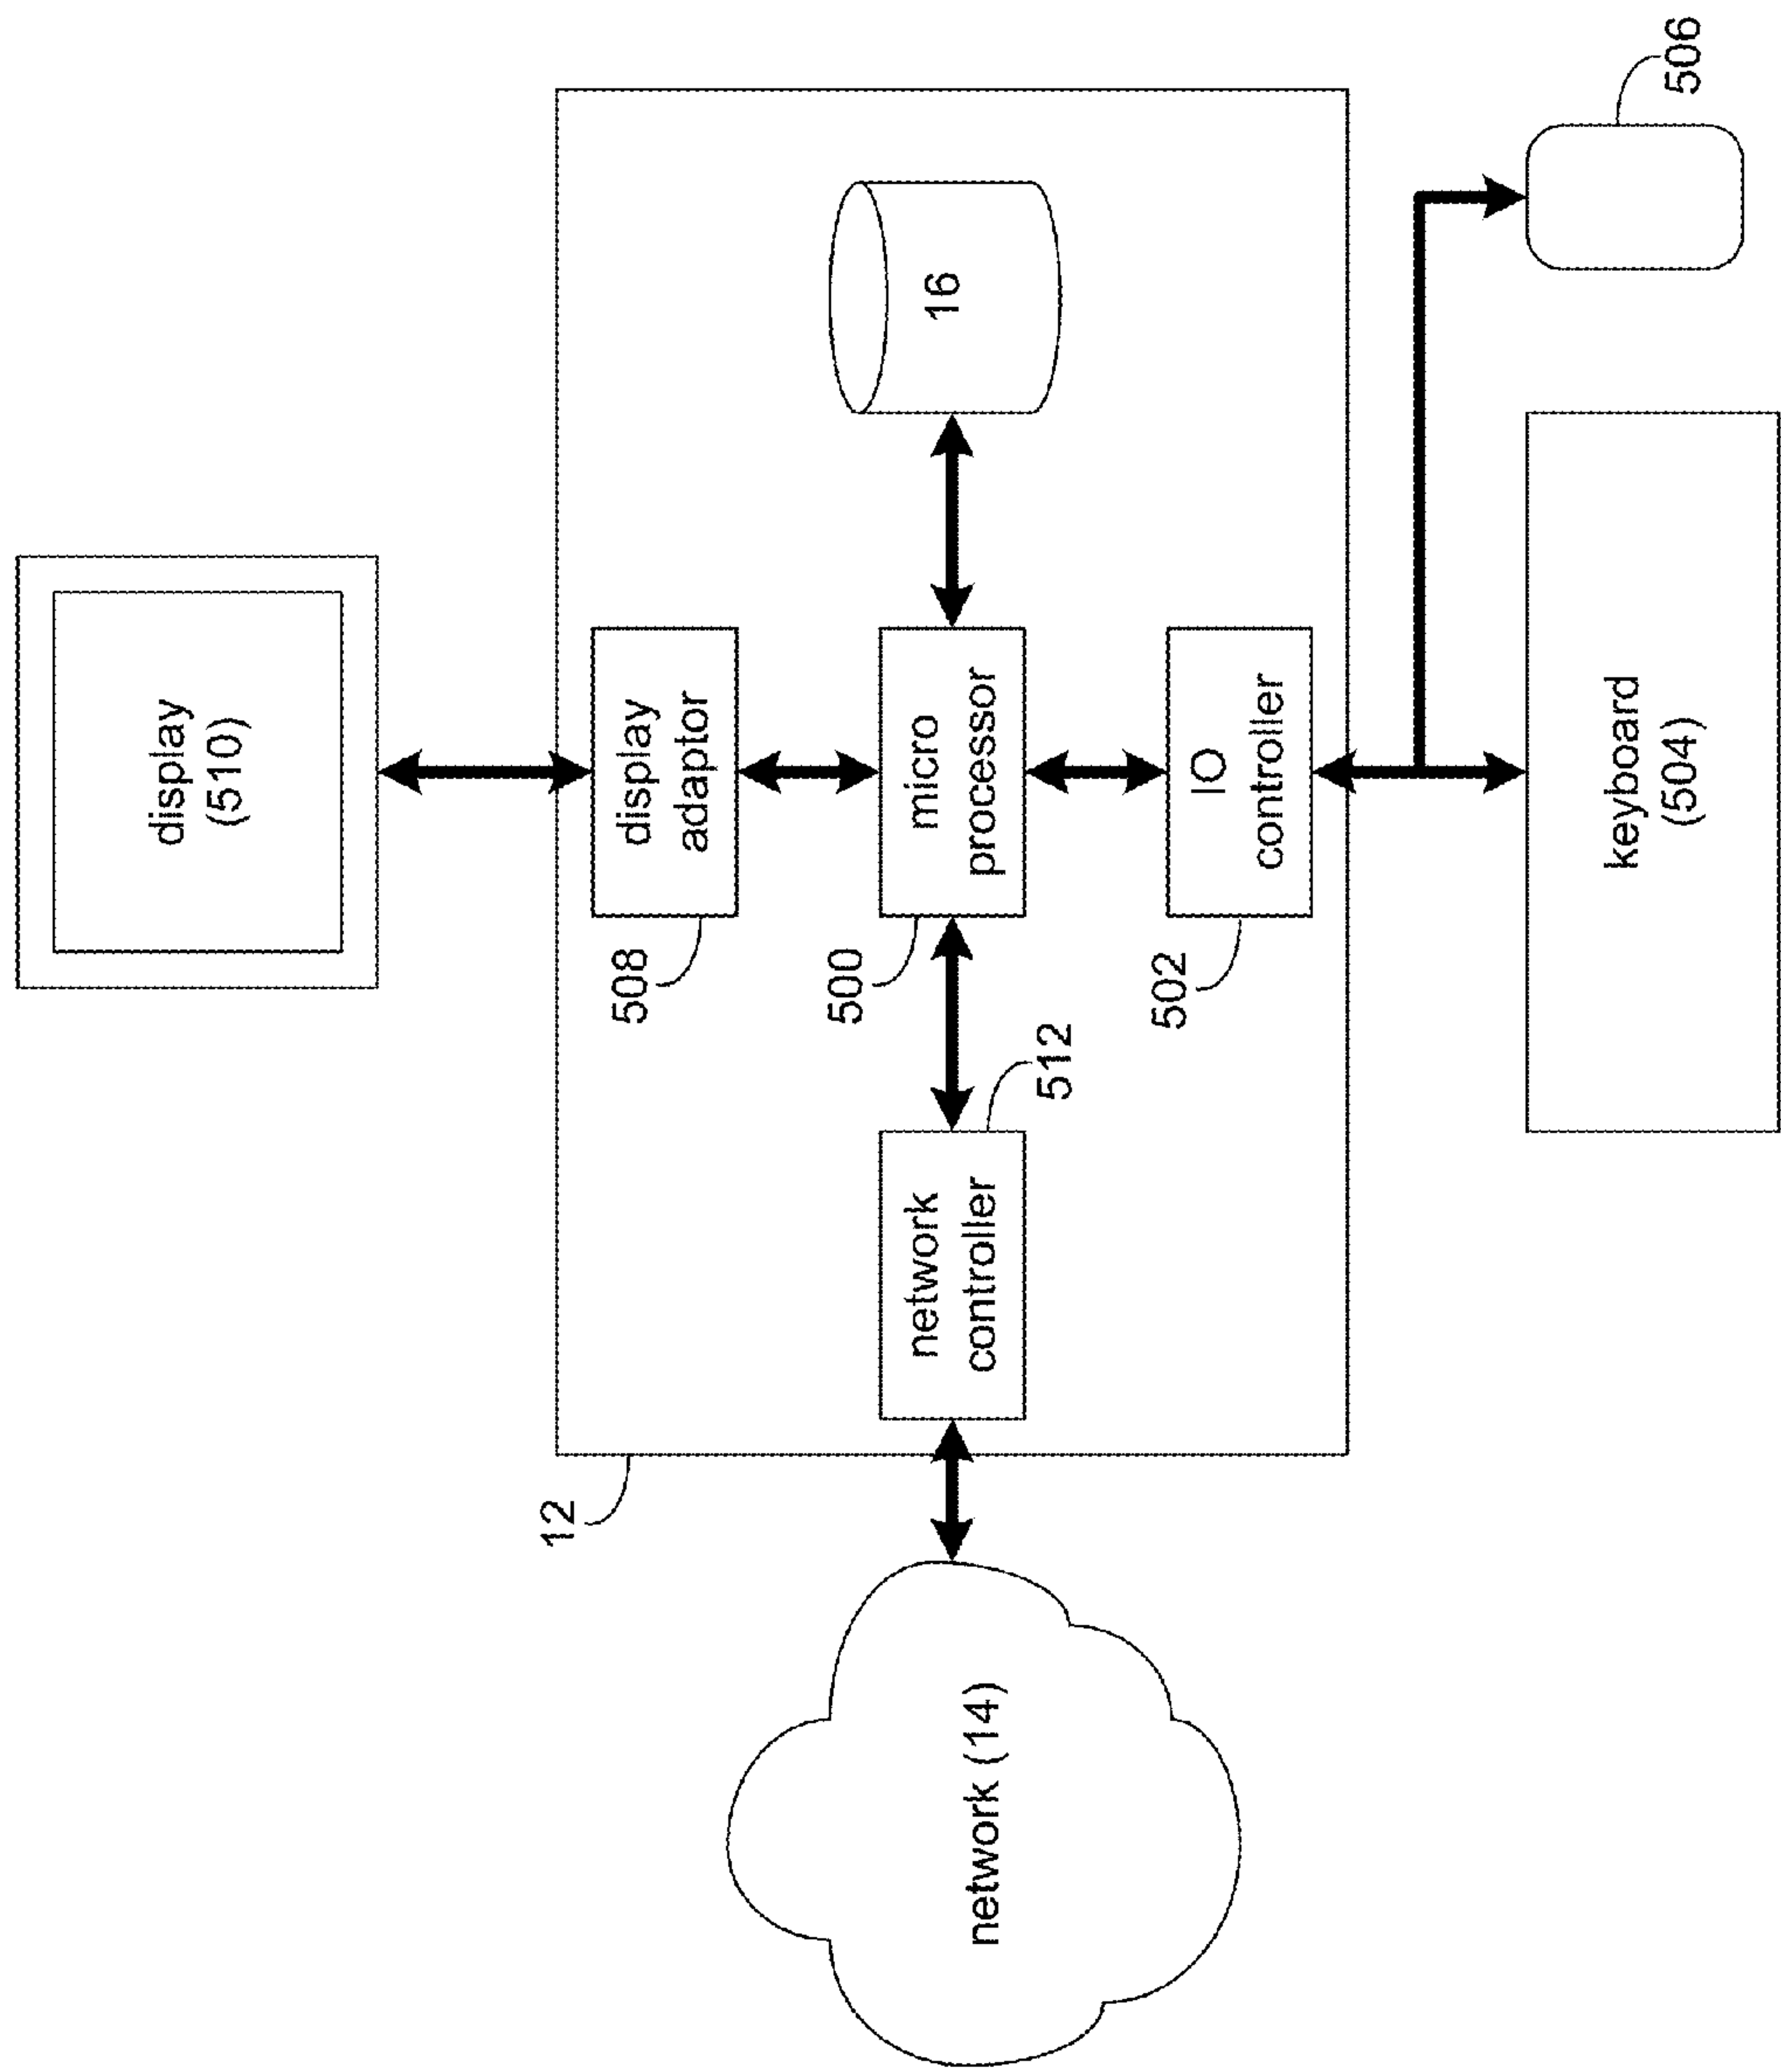 display
(510)
12
508
display
adaptor
500
network
controller
micro
processor
16
network (14)
512
502
IO
controller
keyboard
(504)
506